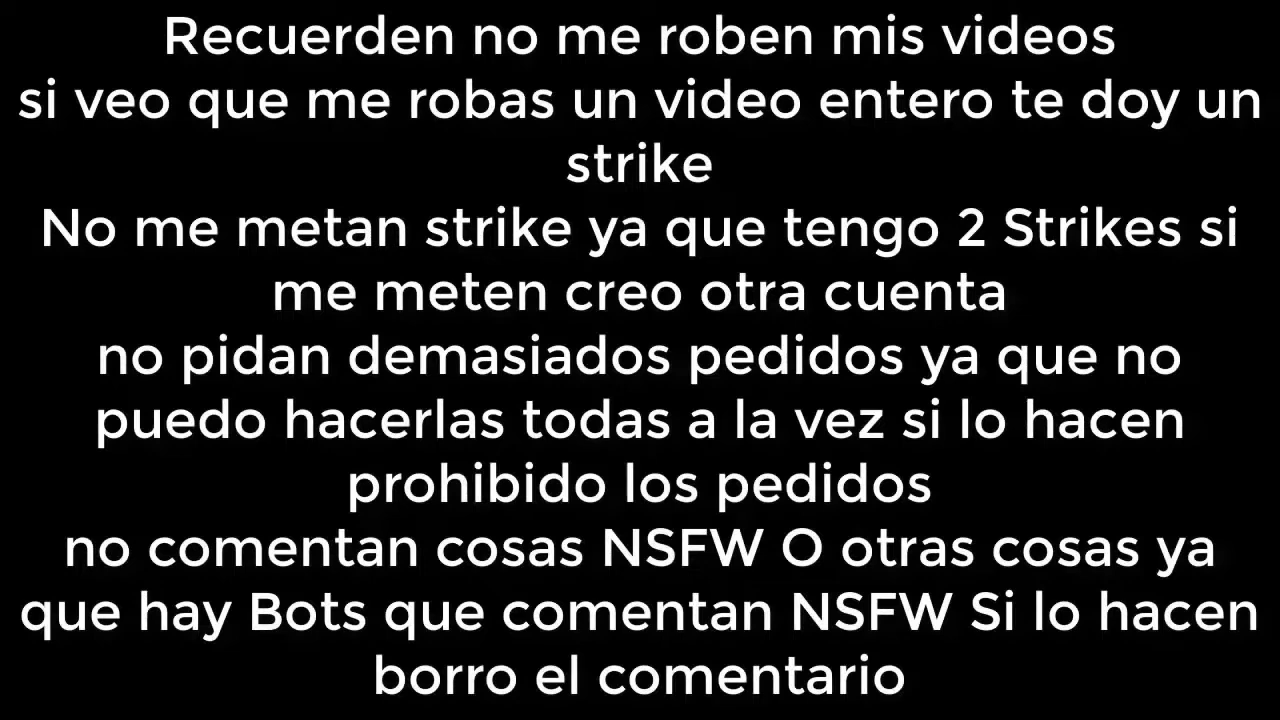 Recuerden no me roben mis videos
si veo que me robas un video entero te doy un
strike
No me metan strike ya que tengo 2 Strikes si
me meten creo otra cuenta
no pidan demasiados pedidos ya que no
puedo hacerlas todas a la vez si lo hacen
prohibido los pedidos
no comentan cosas NSFW O otras cosas ya
que hay Bots que comentan NSFW Si lo hacen
borro el comentario